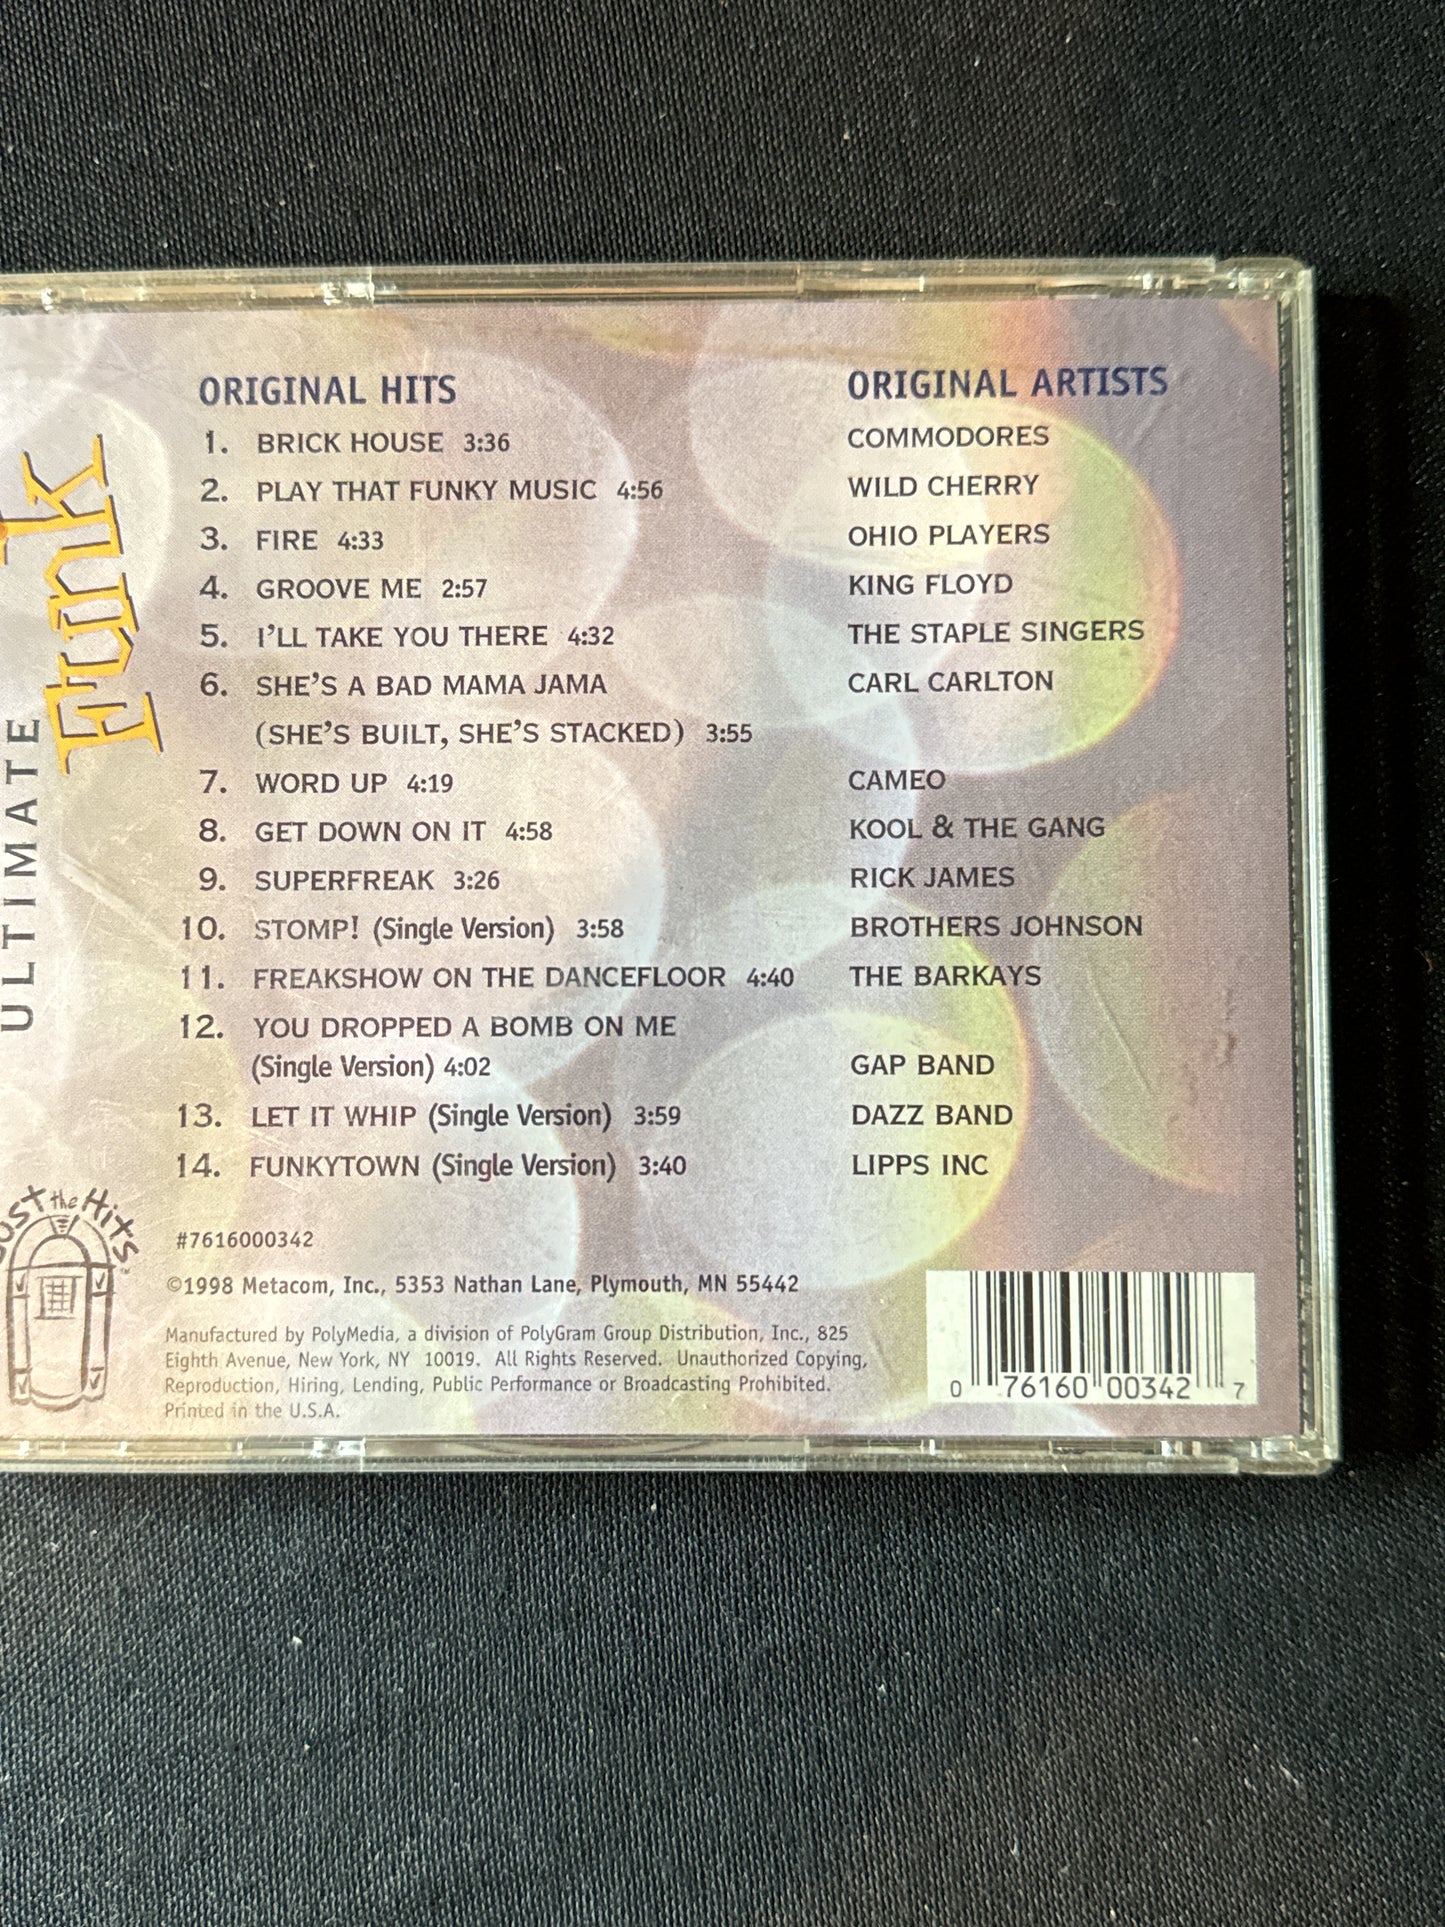 ULTIMATE
Funk
ORIGINAL HITS ORIGINAL ARTISTS
1. BRICK HOUSE 3:36 COMMODORES
2. PLAY THAT FUNKY MUSIC 4:56 WILD CHERRY
3. FIRE 4:33 OHIO PLAYERS
4. GROOVE ME 2:57 KING FLOYD
5. I'LL TAKE YOU THERE 4:32 THE STAPLE SINGERS
6. SHE'S A BAD MAMA JAMA CARL CARLTON
(SHE'S BUILT, SHE'S STACKED) 3:55
7. WORD UP 4:19 CAMEO
8. GET DOWN ON IT 4:58 KOOL & THE GANG
9. SUPERFREAK 3:26 RICK JAMES
10. STOMP! (Single Version) 3:58 BROTHERS JOHNSON
11. FREAKSHOW ON THE DANCEFLOOR 4:40 THE BARKAYS
12. YOU DROPPED A BOMB ON ME
(Single Version) 4:02 GAP BAND
13. LET IT WHIP (Single Version) 3:59 DAZZ BAND
14. FUNKYTOWN (Single Version) 3:40 LIPPS INC
the Hits
#7616000342
©1998 Metacom, Inc., 5353 Nathan Lane, Plymouth, MN 55442
Manufactured by PolyMedia, a division of PolyGram Group Distribution, Inc., 825
Eighth Avenue, New York, NY 10019. All Rights Reserved. Unauthorized Copying,
Reproduction, Hiring, Lending, Public Performance or Broadcasting Prohibited.
Printed in the U.S.A.
0 76160 00342 7